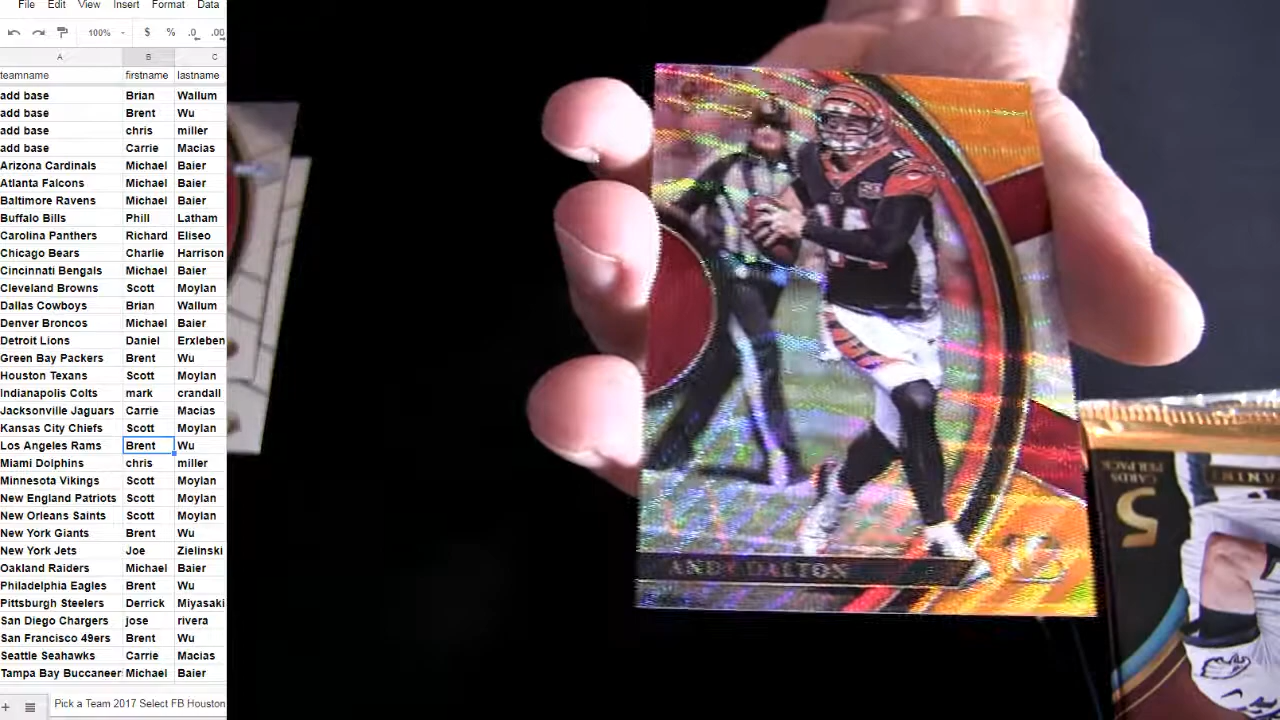 File Edit View Insert Format Data
100% $ % .0 .00
A B C
teamname firstname lastname
add base Brian Wallum
add base Brent Wu
add base chris miller
add base Carrie Macias
Arizona Cardinals Michael Baier
Atlanta Falcons Michael Baier
Baltimore Ravens Michael Baier
Buffalo Bills Phill Latham
Carolina Panthers Richard Eliseo
Chicago Bears Charlie Harrison
Cincinnati Bengals Michael Baier
Cleveland Browns Scott Moylan
Dallas Cowboys Brian Wallum
Denver Broncos Michael Baier
Detroit Lions Daniel Erxleben
Green Bay Packers Brent Wu
Houston Texans Scott Moylan
Indianapolis Colts mark crandall
Jacksonville Jaguars Carrie Macias
Kansas City Chiefs Scott Moylan
Los Angeles Rams Brent Wu
Miami Dolphins chris miller
Minnesota Vikings Scott Moylan
New England Patriots Scott Moylan
New Orleans Saints Scott Moylan
New York Giants Brent Wu
New York Jets Joe Zielinski
Oakland Raiders Michael Baier
Philadelphia Eagles Brent Wu
Pittsburgh Steelers Derrick Miyasaki
San Diego Chargers jose rivera
San Francisco 49ers Brent Wu
Seattle Seahawks Carrie Macias
Tampa Bay Buccaneer Michael Baier
Pick a Team 2017 Select FB Houston
14
ANDY DALTON
5
CARDS
PER PACK
PANINI